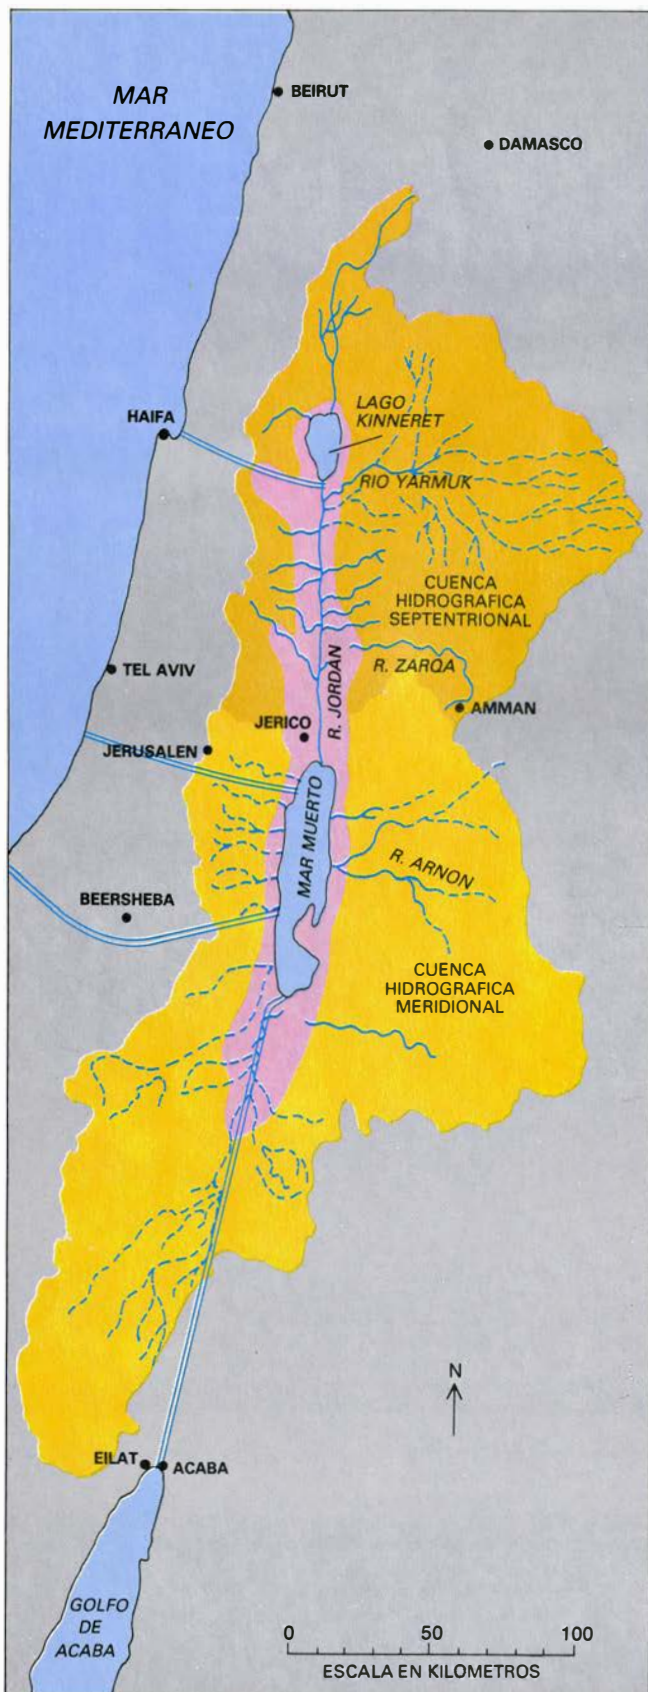 MAR
MEDITERRANEO
BEIRUT
DAMASCO
HAIFA
LAGO
KINNERET
RIO YARMUK
CUENCA
HIDROGRAFICA
SEPTENTRIONAL
TEL AVIV
R. JORDAN
R. ZARQA
AMMAN
JERICO
JERUSALEN
MAR MUERTO
R. ARNON
BEERSHEBA
CUENCA
HIDROGRAFICA
MERIDIONAL
N
EILAT
ACABA
GOLFO
DE
ACABA
0 50 100
ESCALA EN KILOMETROS